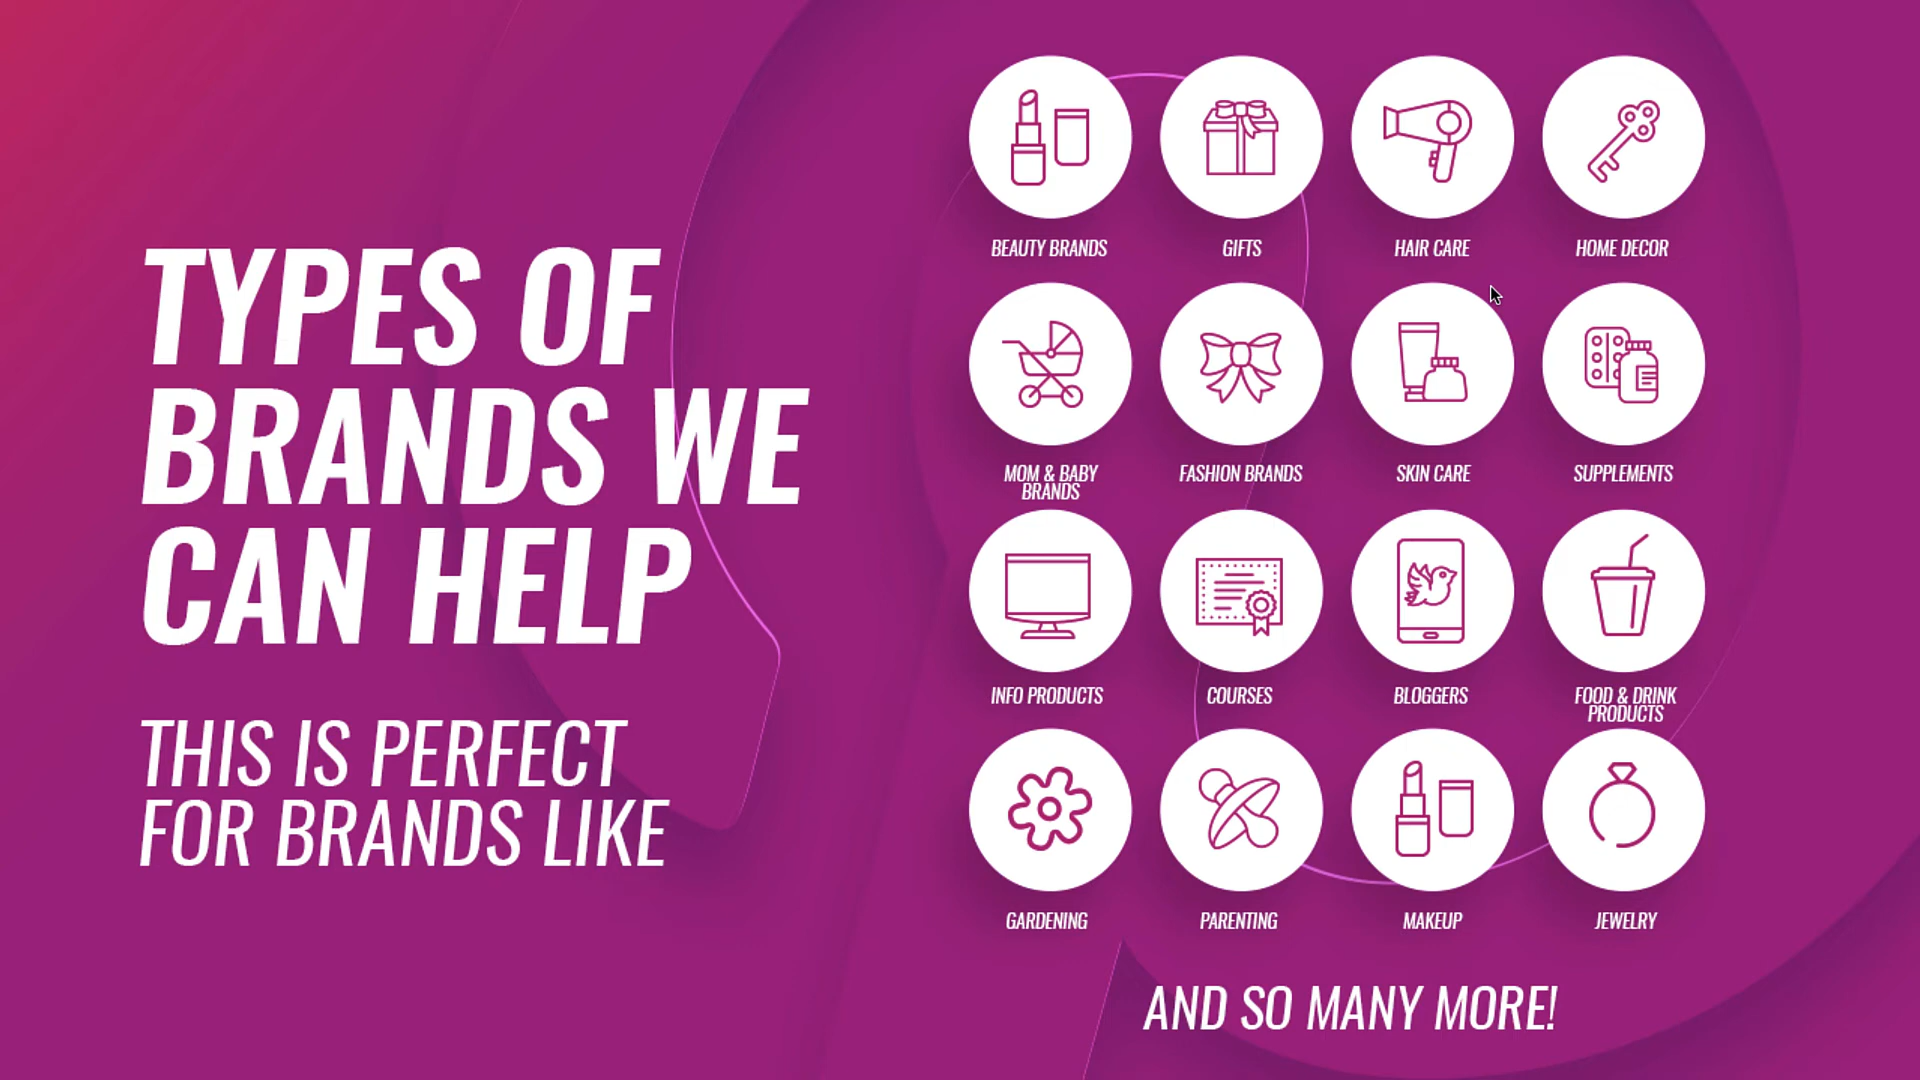 TYPES OF
BRANDS WE
CAN HELP
THIS IS PERFECT
FOR BRANDS LIKE
BEAUTY BRANDS
GIFTS
HAIR CARE
HOME DECOR
MOM & BABY
BRANDS
FASHION BRANDS
SKIN CARE
SUPPLEMENTS
INFO PRODUCTS
COURSES
BLOGGERS
FOOD & DRINK
PRODUCTS
GARDENING
PARENTING
MAKEUP
JEWELRY
AND SO MANY MORE!